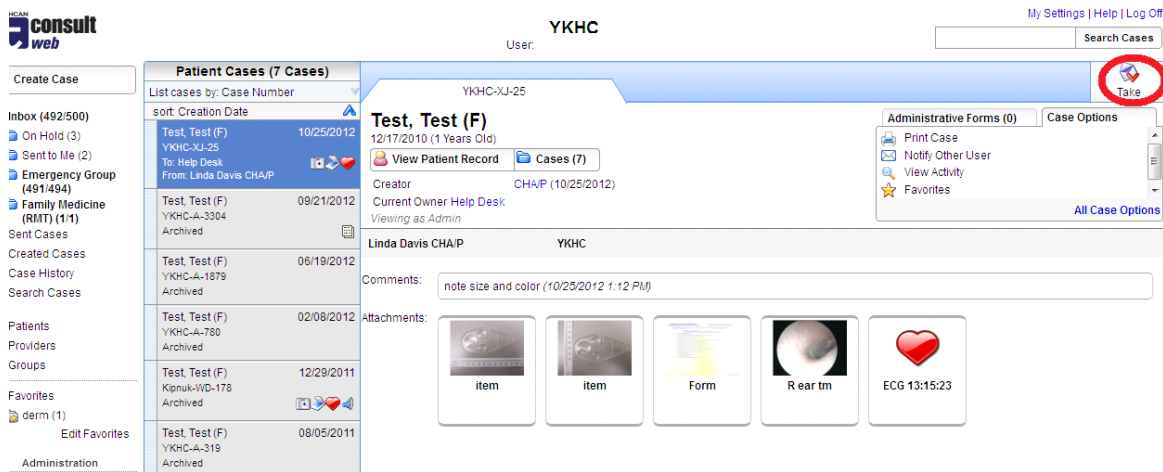 HCAN
consult
web
YKHC
User:
My Settings | Help | Log Off
Search Cases
Create Case
Inbox (492/500)
On Hold (3)
Sent to Me (2)
Emergency Group
(491/494)
Family Medicine
(RMT) (1/1)
Sent Cases
Created Cases
Case History
Search Cases
Patients
Providers
Groups
Favorites
derm (1)
Edit Favorites
Administration
Patient Cases (7 Cases)
List cases by: Case Number
sort: Creation Date
Test, Test (F) 10/25/2012
YKHC-XJ-25
To: Help Desk
From: Linda Davis CHA/P
Test, Test (F) 09/21/2012
YKHC-A-3304
Archived
Test, Test (F) 06/19/2012
YKHC-A-1879
Archived
Test, Test (F) 02/08/2012
YKHC-A-780
Archived
Test, Test (F) 12/29/2011
Kipnuk-WD-178
Archived
Test, Test (F) 08/05/2011
YKHC-A-319
Archived
YKHC-XJ-25
Take
Test, Test (F)
12/17/2010 (1 Years Old)
View Patient Record Cases (7)
Creator CHA/P (10/25/2012)
Current Owner Help Desk
Viewing as Admin
Administrative Forms (0) Case Options
Print Case
Notify Other User
View Activity
Favorites
All Case Options
Linda Davis CHA/P YKHC
Comments: note size and color (10/25/2012 1:12 PM)
Attachments:
item item Form R ear tm ECG 13:15:23